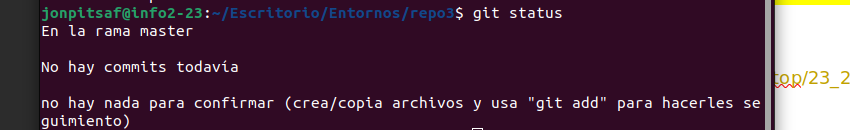 jonpitsaf@info2-23:~/Escritorio/Entornos/repo3$ git status
En la rama master
No hay commits todavía
no hay nada para confirmar (crea/copia archivos y usa "git add" para hacerles se
guimiento)
top/23_2